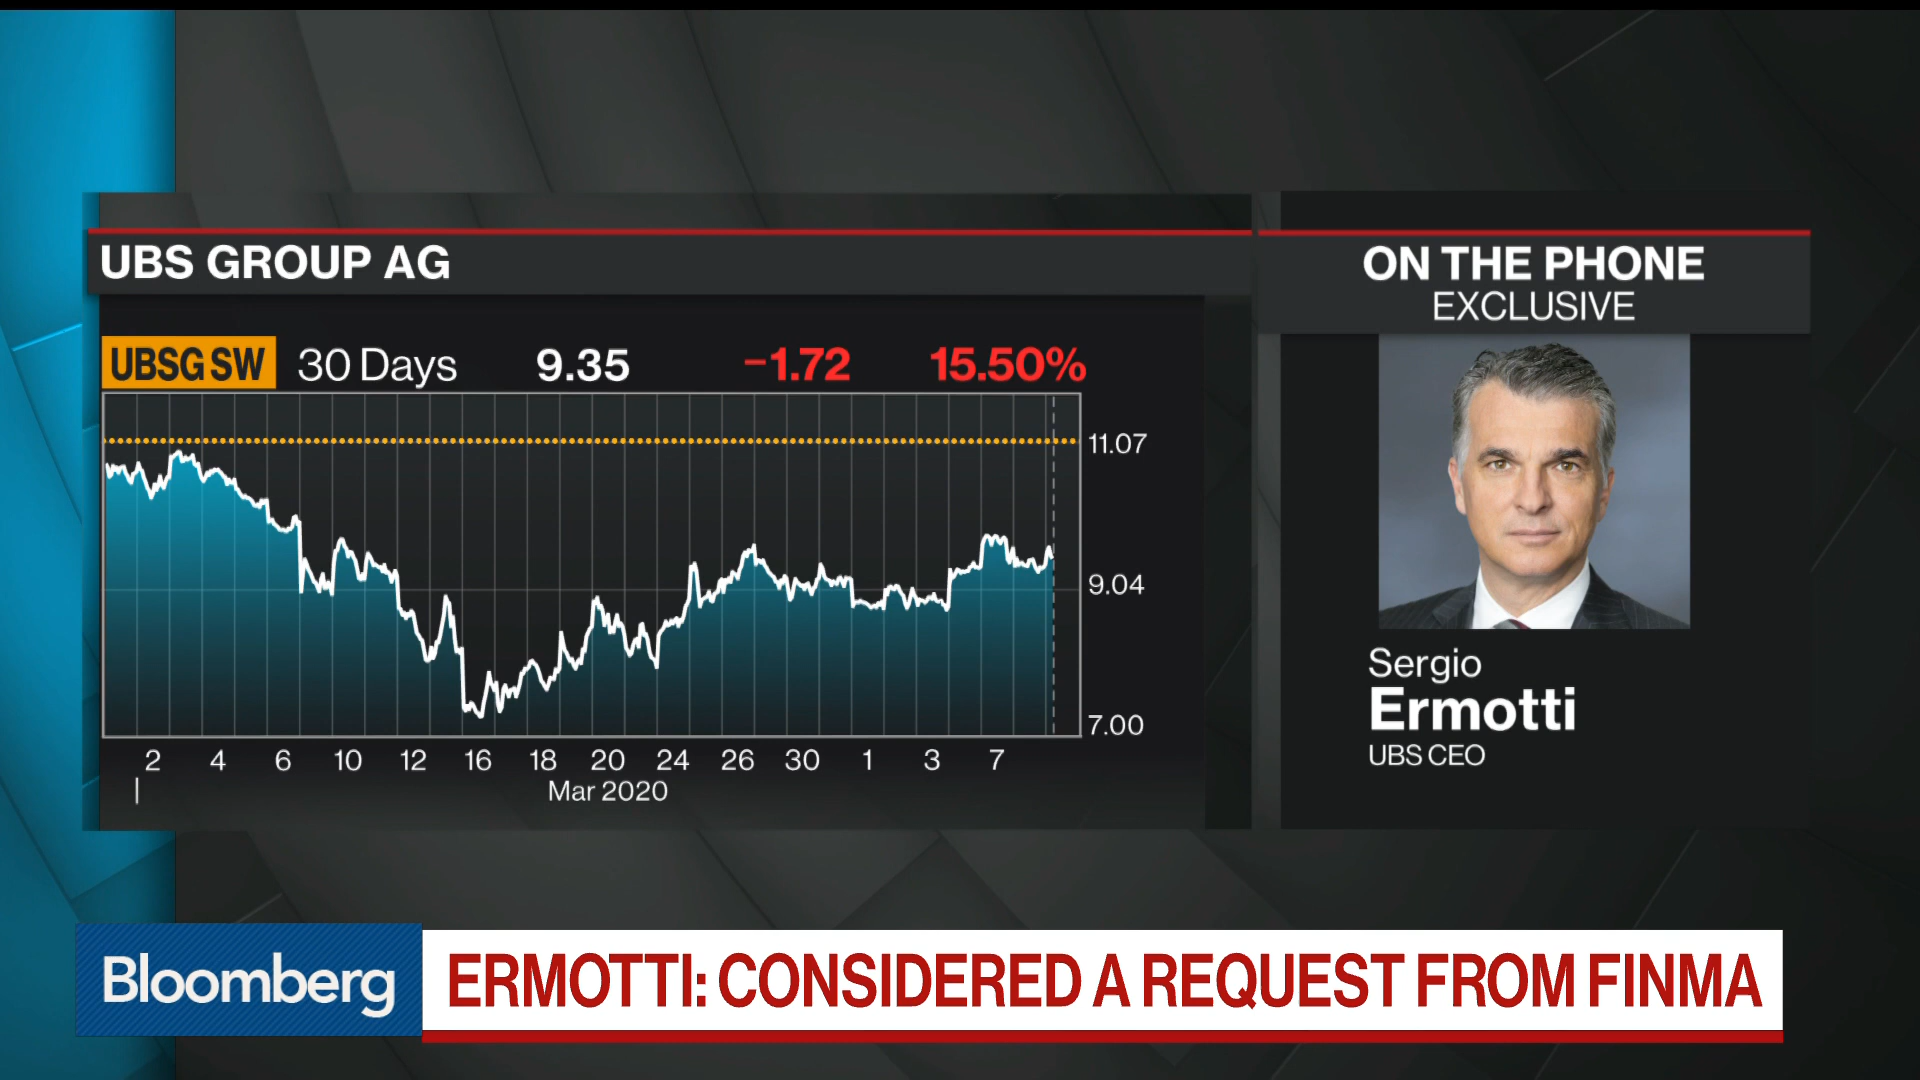 UBS GROUP AG
UBSG SW 30 Days 9.35 -1.72 15.50%
11.07
9.04
7.00
2 4 6 10 12 16 18 20 24 26 30 1 3 7
Mar 2020
ON THE PHONE
EXCLUSIVE
Sergio
Ermotti
UBS CEO
Bloomberg
ERMOTTI: CONSIDERED A REQUEST FROM FINMA